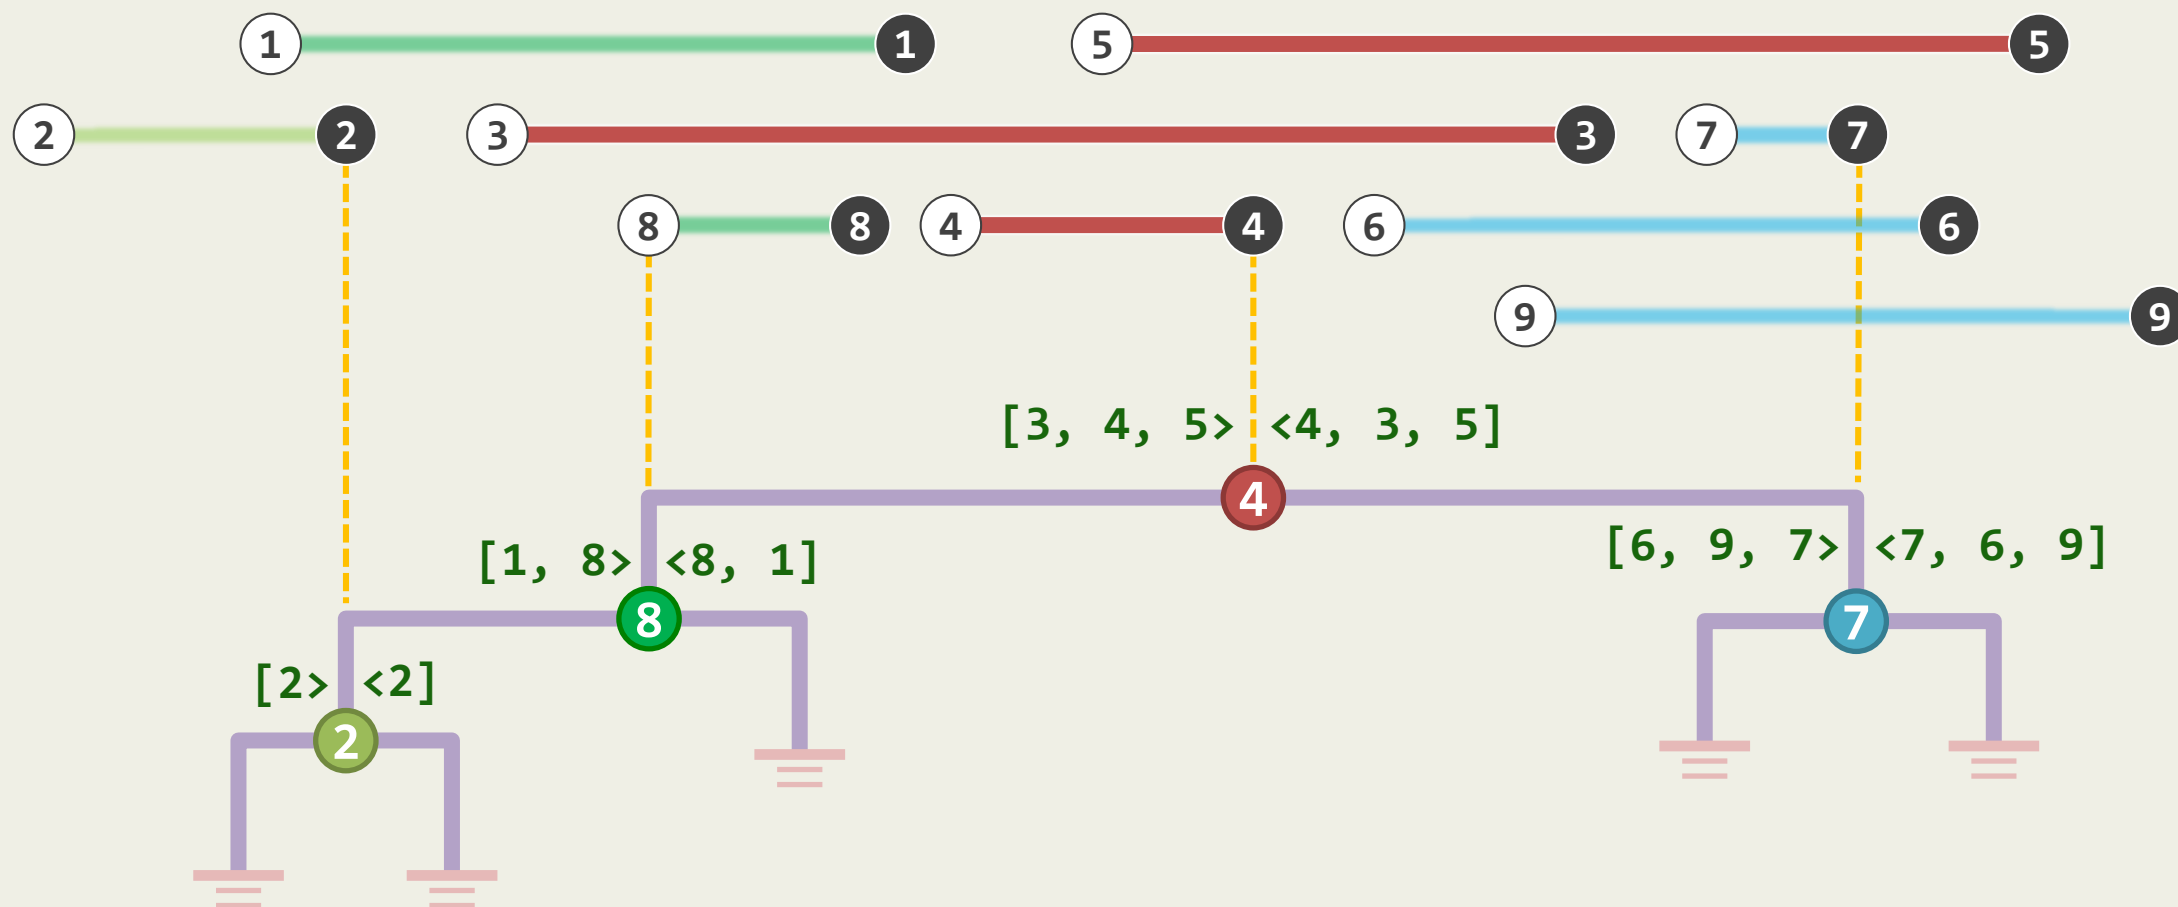 1 1 5 5
2 2 3 3 7 7
8 8 4 4 6 6
9 9
[3, 4, 5> <4, 3, 5]
4
[1, 8> <8, 1]
[6, 9, 7> <7, 6, 9]
8
7
[2> <2]
2